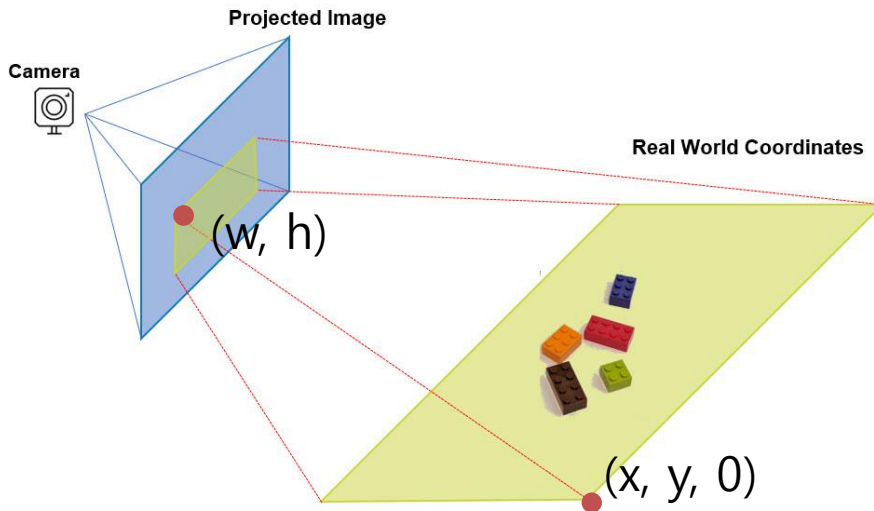 Projected Image
Camera
Real World Coordinates
(w, h)
(x, y, 0)